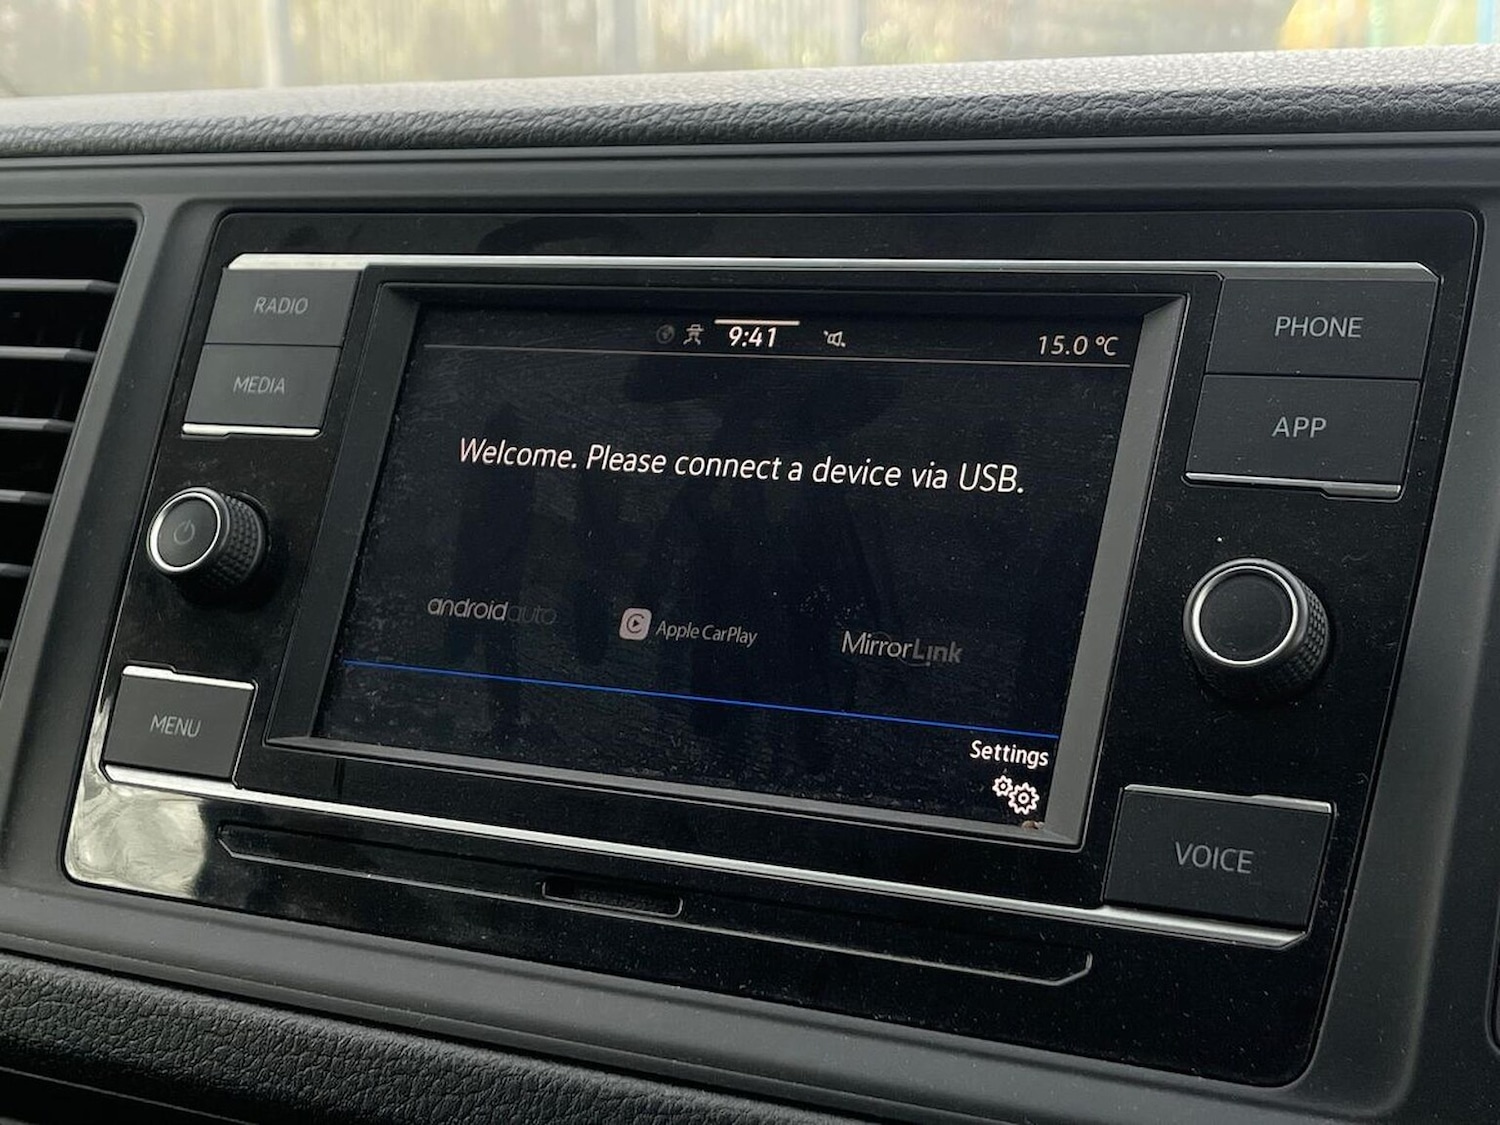 RADIO
MEDIA
MENU
9:41
15.0 °C
Welcome. Please connect a device via USB.
androidauto
Apple CarPlay
MirrorLink
Settings
PHONE
APP
VOICE